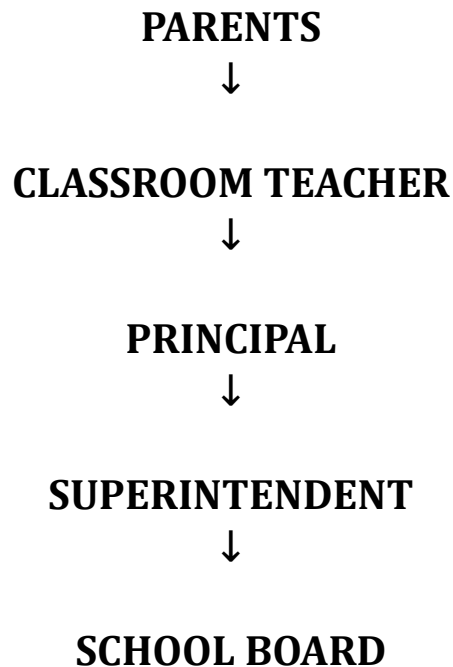 PARENTS
↓
CLASSROOM TEACHER
↓
PRINCIPAL
↓
SUPERINTENDENT
↓
SCHOOL BOARD